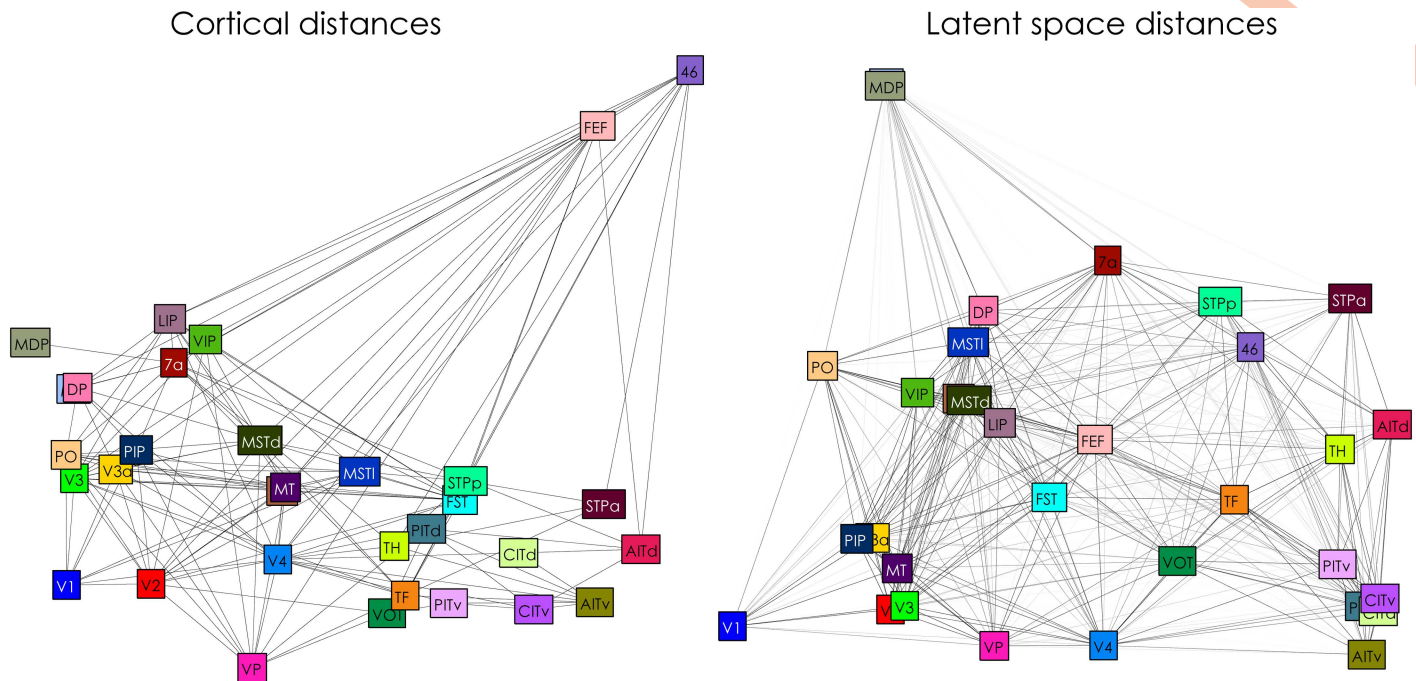 Cortical distances
Latent space distances
46
FEF
LIP
VIP
MDP
7a
DP
PO
PIP
MSTd
V3
V3a
MSTl
MT
STPp
FST
STPa
PITd
TH
CITd
AITd
V4
V1
V2
TF
VOT
PITv
CITv
AITv
VP
MDP
7a
STPp
STPa
DP
MSTl
46
PO
VIP
MSTd
LIP
AITd
FEF
TH
FST
TF
PIP
3a
MT
VOT
PITv
V3
CITv
V1
VP
V4
AITv